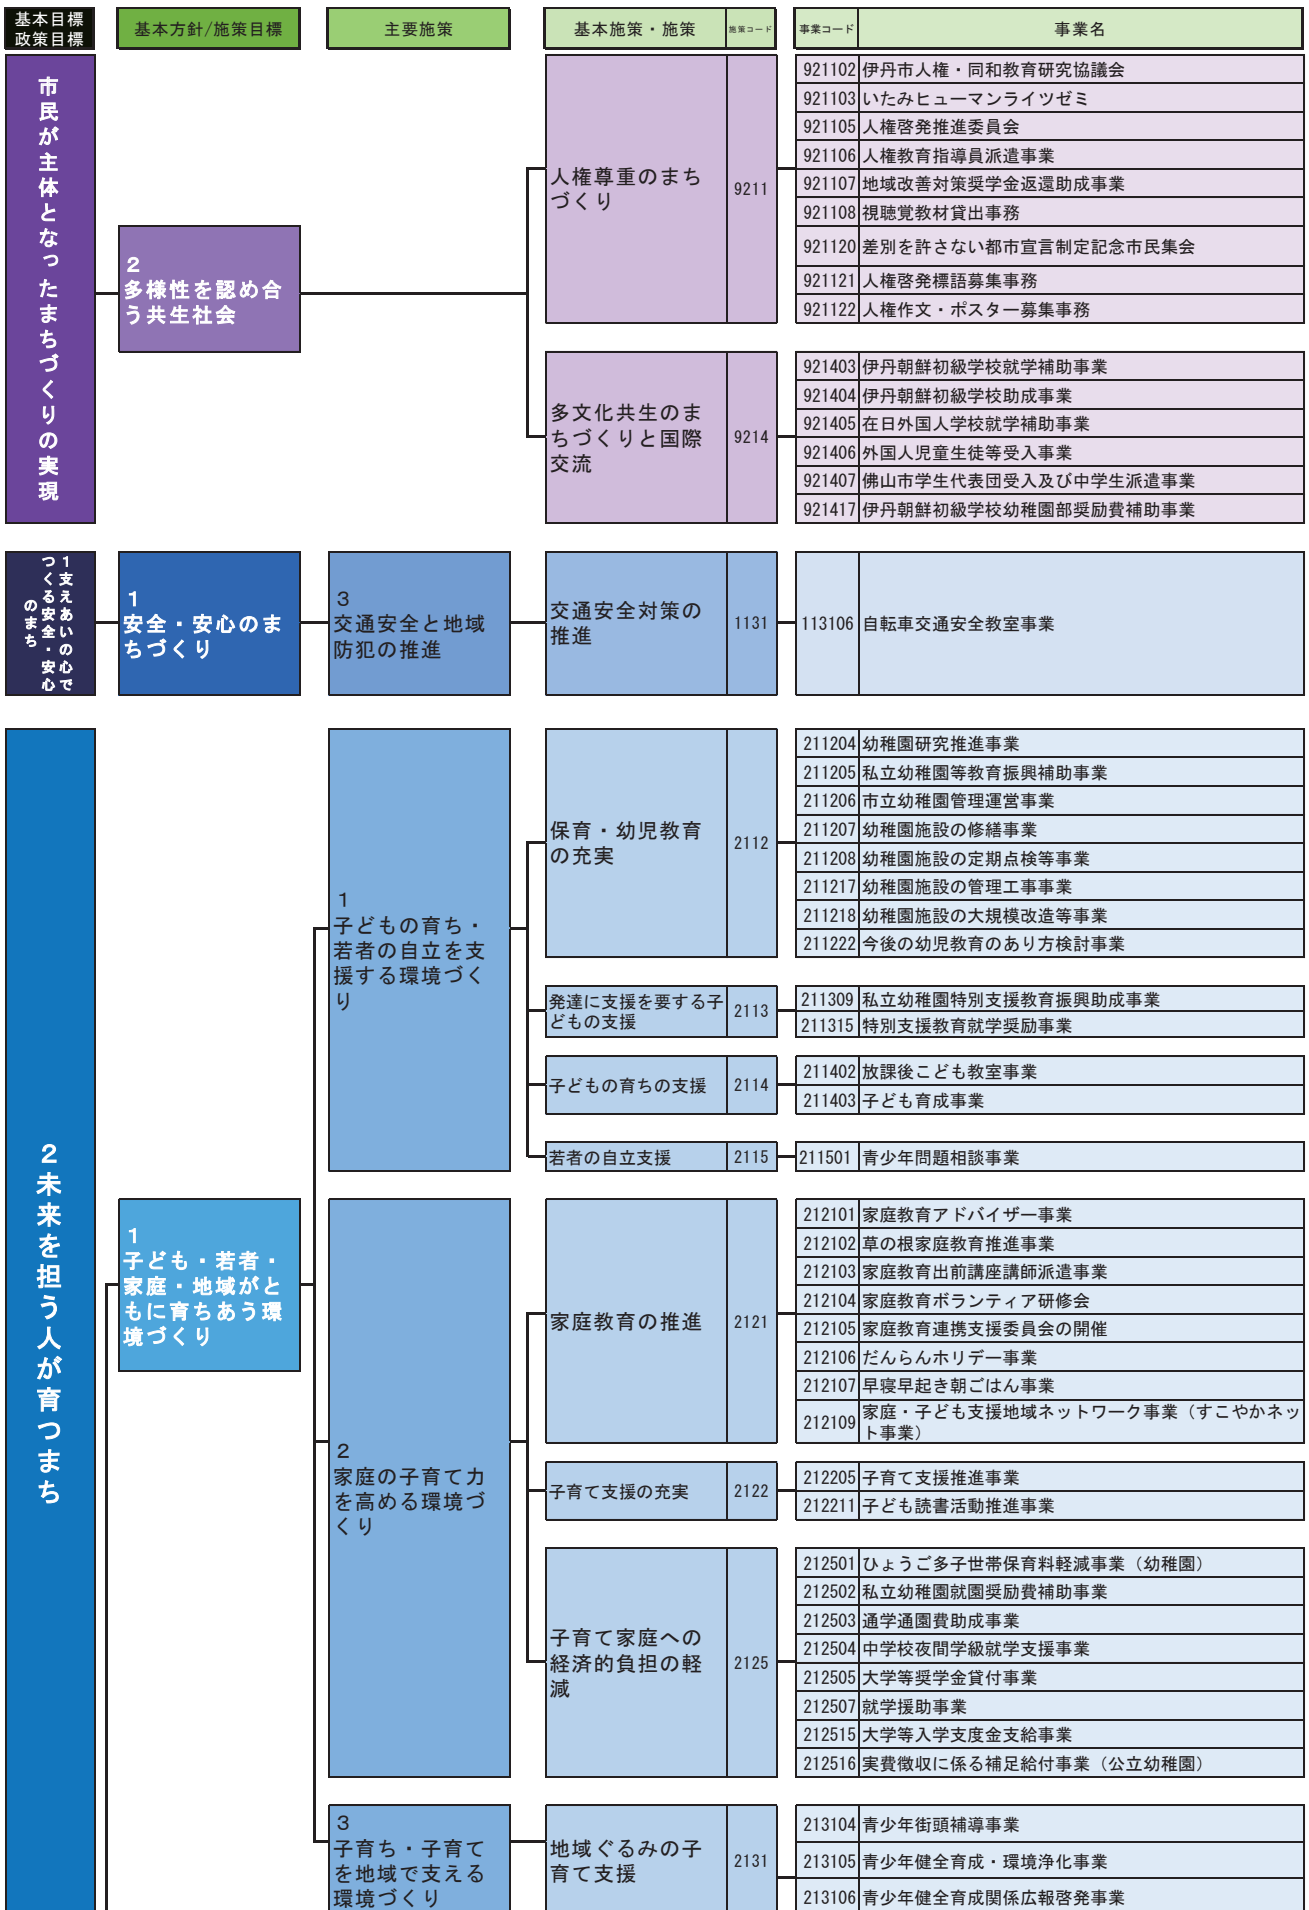 基本目標
政策目標
基本方針/施策目標
主要施策
基本施策・施策
施策コード
事業コード
事業名
市民が主体となったまちづくりの実現
2
多様性を認め合
う共生社会
人権尊重のまち
づくり
9211
921102 伊丹市人権・同和教育研究協議会
921103 いたみヒューマンライツゼミ
921105 人権啓発推進委員会
921106 人権教育指導員派遣事業
921107 地域改善対策奨学金返還助成事業
921108 視聴覚教材貸出事務
921120 差別を許さない都市宣言制定記念市民集会
921121 人権啓発標語募集事務
921122 人権作文・ポスター募集事務
多文化共生のま
ちづくりと国際
交流
9214
921403 伊丹朝鮮初級学校就学補助事業
921404 伊丹朝鮮初級学校助成事業
921405 在日外国人学校就学補助事業
921406 外国人児童生徒等受入事業
921407 佛山市学生代表団受入及び中学生派遣事業
921417 伊丹朝鮮初級学校幼稚園部奨励費補助事業
1支えあいの心で
つくる安全・安心
のまち
1
安全・安心のま
ちづくり
3
交通安全と地域
防犯の推進
交通安全対策の
推進
1131
113106 自転車交通安全教室事業
2未来を担う人が育つまち
1
子ども・若者・
家庭・地域がと
もに育ちあう環
境づくり
1
子どもの育ち・
若者の自立を支
援する環境づく
り
保育・幼児教育
の充実
2112
211204 幼稚園研究推進事業
211205 私立幼稚園等教育振興補助事業
211206 市立幼稚園管理運営事業
211207 幼稚園施設の修繕事業
211208 幼稚園施設の定期点検等事業
211217 幼稚園施設の管理工事事業
211218 幼稚園施設の大規模改造等事業
211222 今後の幼児教育のあり方検討事業
発達に支援を要する子
どもの支援
2113
211309 私立幼稚園特別支援教育振興助成事業
211315 特別支援教育就学奨励事業
子どもの育ちの支援
2114
211402 放課後こども教室事業
211403 子ども育成事業
若者の自立支援
2115
211501 青少年問題相談事業
2
家庭の子育て力
を高める環境づ
くり
家庭教育の推進
2121
212101 家庭教育アドバイザー事業
212102 草の根家庭教育推進事業
212103 家庭教育出前講座講師派遣事業
212104 家庭教育ボランティア研修会
212105 家庭教育連携支援委員会の開催
212106 だんらんホリデー事業
212107 早寝早起き朝ごはん事業
212109 家庭・子ども支援地域ネットワーク事業（すこやかネッ
ト事業）
子育て支援の充実
2122
212205 子育て支援推進事業
212211 子ども読書活動推進事業
子育て家庭への
経済的負担の軽
減
2125
212501 ひょうご多子世帯保育料軽減事業（幼稚園）
212502 私立幼稚園就園奨励費補助事業
212503 通学通園費助成事業
212504 中学校夜間学級就学支援事業
212505 大学等奨学金貸付事業
212507 就学援助事業
212515 大学等入学支度金支給事業
212516 実費徴収に係る補足給付事業（公立幼稚園）
3
子育ち・子育て
を地域で支える
環境づくり
地域ぐるみの子
育て支援
2131
213104 青少年街頭補導事業
213105 青少年健全育成・環境浄化事業
213106 青少年健全育成関係広報啓発事業